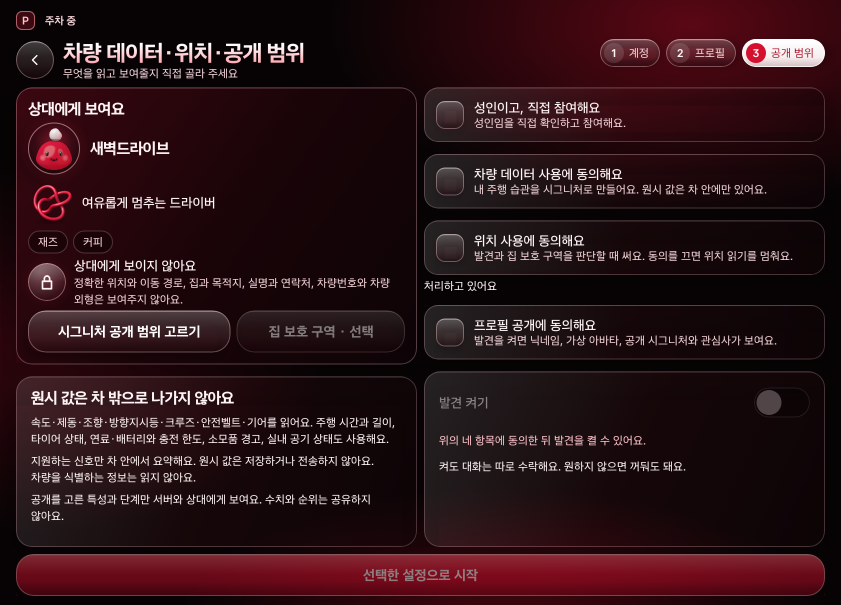 P 주차 중
차량 데이터·위치·공개 범위
무엇을 읽고 보여줄지 직접 골라 주세요
1 계정 2 프로필 3 공개 범위
상대에게 보여요
새벽드라이브
여유롭게 멈추는 드라이버
재즈 커피
상대에게 보이지 않아요
정확한 위치와 이동 경로, 집과 목적지, 실명과 연락처, 차량번호와 차량
외형은 보여주지 않아요.
시그니처 공개 범위 고르기 집 보호 구역 · 선택
원시 값은 차 밖으로 나가지 않아요
속도·제동·조향·방향지시등·크루즈·안전벨트·기어를 읽어요. 주행 시간과 길이,
타이어 상태, 연료·배터리와 충전 한도, 소모품 경고, 실내 공기 상태도 사용해요.
지원하는 신호만 차 안에서 요약해요. 원시 값은 저장하거나 전송하지 않아요.
차량을 식별하는 정보는 읽지 않아요.
공개를 고른 특성과 단계만 서버와 상대에게 보여요. 수치와 순위는 공유하지
않아요.
성인이고, 직접 참여해요
성인임을 직접 확인하고 참여해요.
차량 데이터 사용에 동의해요
내 주행 습관을 시그니처로 만들어요. 원시 값은 차 안에만 있어요.
위치 사용에 동의해요
발견과 집 보호 구역을 판단할 때 써요. 동의를 끄면 위치 읽기를 멈춰요.
처리하고 있어요
프로필 공개에 동의해요
발견을 켜면 닉네임, 가상 아바타, 공개 시그니처와 관심사가 보여요.
발견 켜기
위의 네 항목에 동의한 뒤 발견을 켤 수 있어요.
켜도 대화는 따로 수락해요. 원하지 않으면 꺼둬도 돼요.
선택한 설정으로 시작